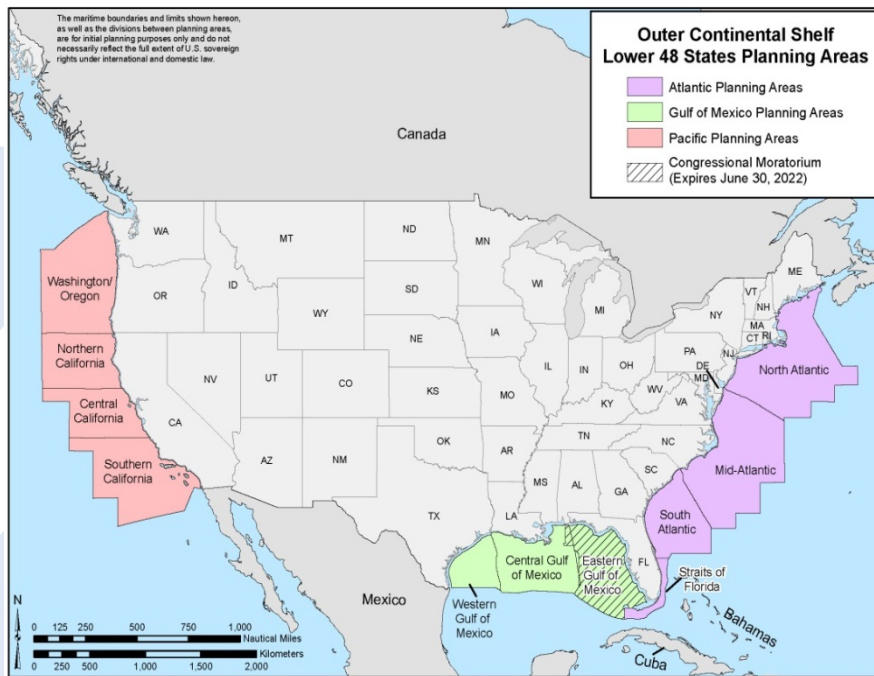 The maritime boundaries and limits shown hereon,
as well as the divisions between planning areas,
are for initial planning purposes only and do not
necessarily reflect the full extent of U.S. sovereign
rights under international and domestic law.
Outer Continental Shelf
Lower 48 States Planning Areas
Atlantic Planning Areas
Gulf of Mexico Planning Areas
Pacific Planning Areas
Congressional Moratorium
(Expires June 30, 2022)
Canada
WA
MT
ND
MN
ME
Washington/
Oregon
OR
ID
SD
WI
MI
VT
NH
NY
MA
CT
RI
WY
Northern
California
NE
IA
PA
NJ
DE
MD
North Atlantic
NV
UT
CO
KS
MO
IL
IN
OH
WV
VA
KY
Central
California
CA
Southern
California
AZ
NM
OK
AR
TN
NC
Mid-Atlantic
SC
MS
AL
GA
South
Atlantic
TX
LA
FL
Central Gulf
of Mexico
Eastern
Gulf of
Mexico
Straits of
Florida
Western
Gulf of
Mexico
Mexico
Bahamas
Cuba
N
0 125 250 500 1,000
Nautical Miles
Kilometers
0 250 500 1,000 1,500 2,000